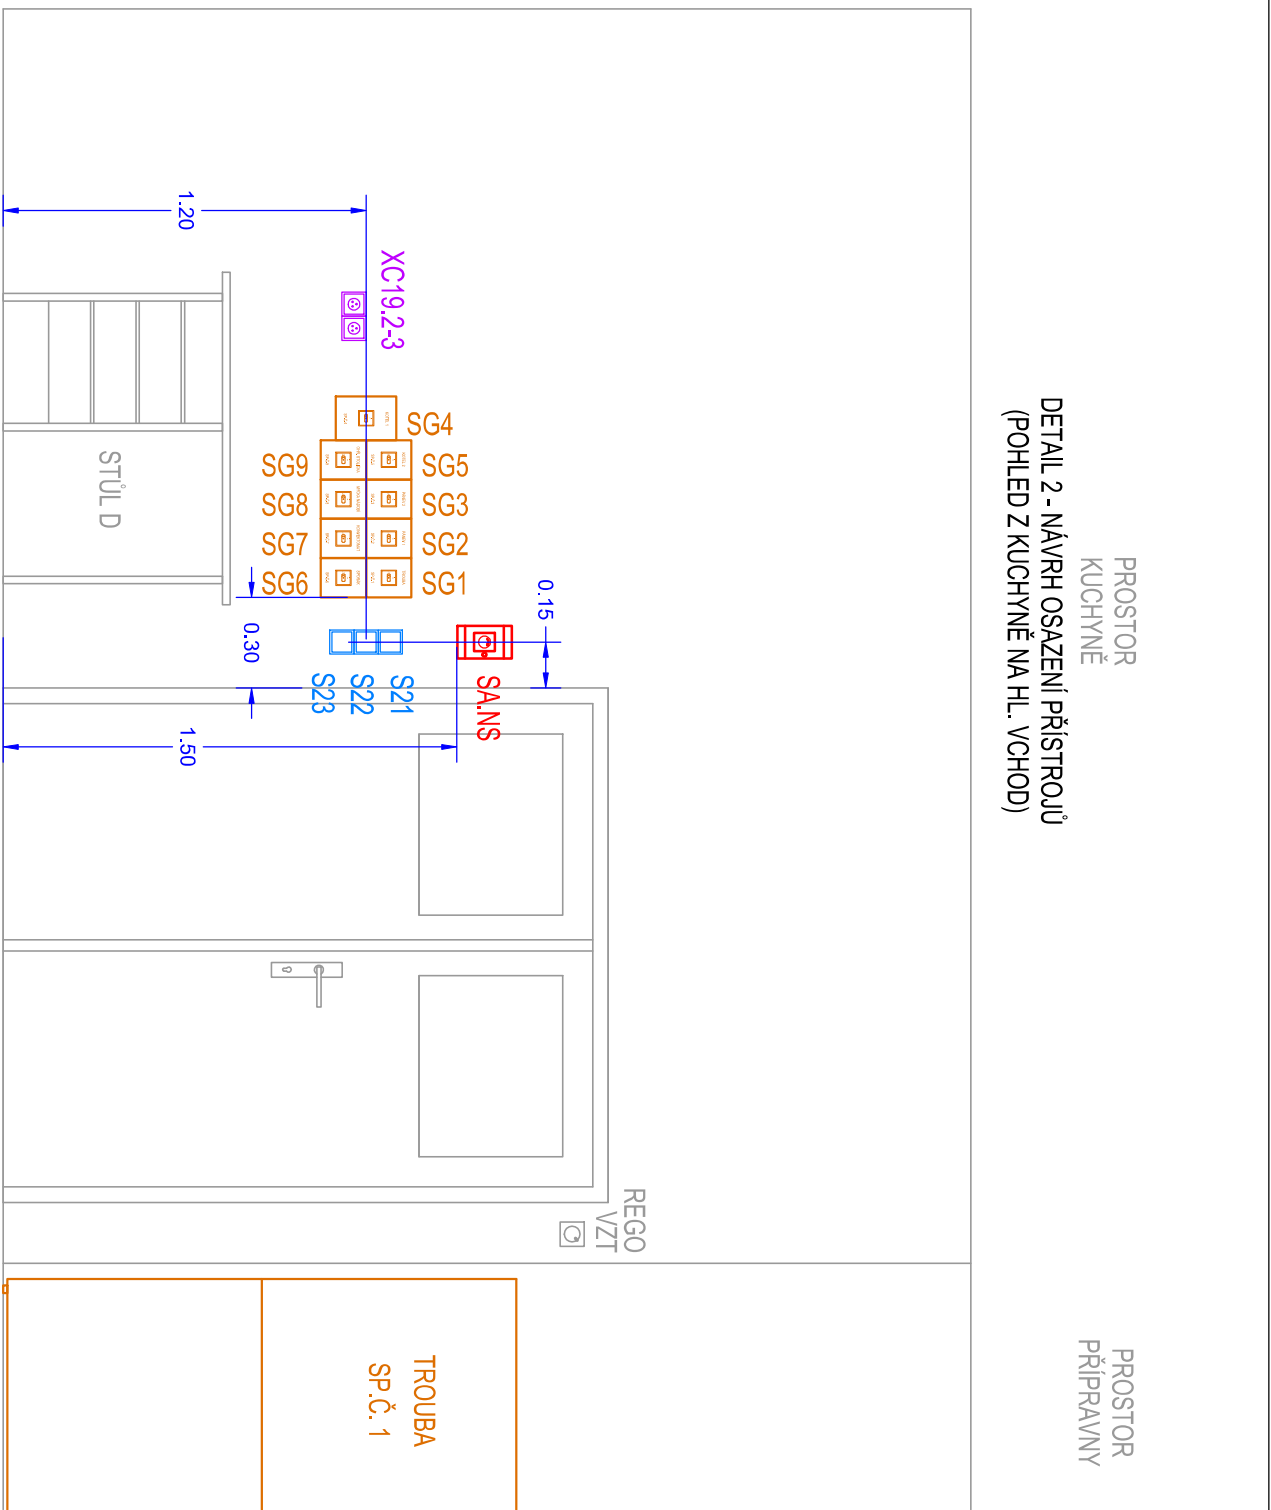 PROSTOR
KUCHYNĚ
PROSTOR
PŘÍPRAVNY
DETAIL 2 - NÁVRH OSAZENÍ PŘÍSTROJŮ
(POHLED Z KUCHYNĚ NA HL. VCHOD)
REGO
VZT
0.15
SA.NS
XC19.2-3
SG4
SG5
SG3
SG2
SG1
SG9
SG8
SG7
SG6
S21
S22
S23
TROUBA
SP.Č. 1
0.30
1.20
1.50
STŮL D